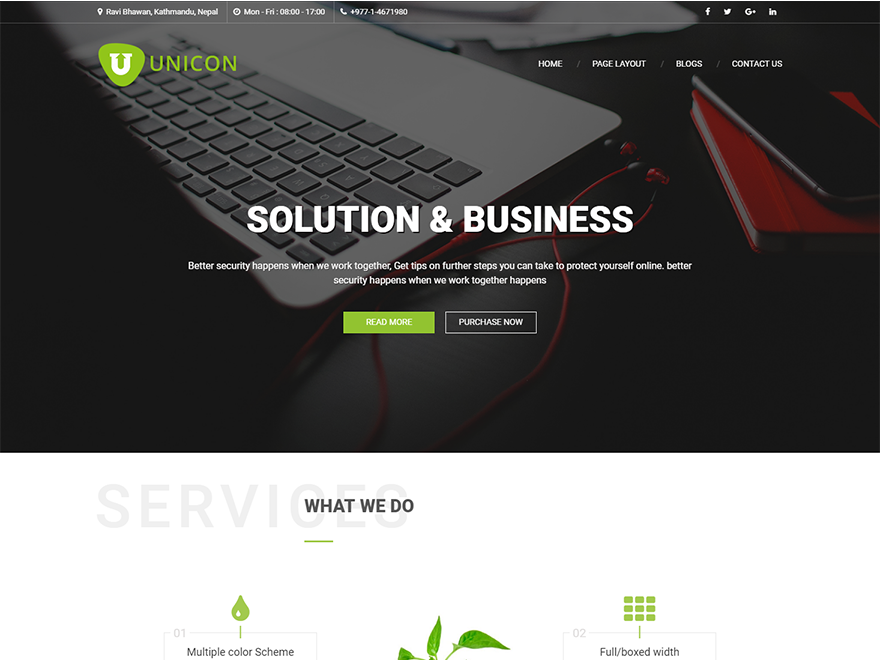 Ravi Bhawan, Kathmandu, Nepal
Mon - Fri : 08:00 - 17:00
+977-1-4671980
UNICON
HOME / PAGE LAYOUT / BLOGS / CONTACT US
SOLUTION & BUSINESS
Better security happens when we work together, Get tips on further steps you can take to protect yourself online. better
security happens when we work together happens
READ MORE
PURCHASE NOW
SERVICES
WHAT WE DO
01
Multiple color Scheme
02
Full/boxed width